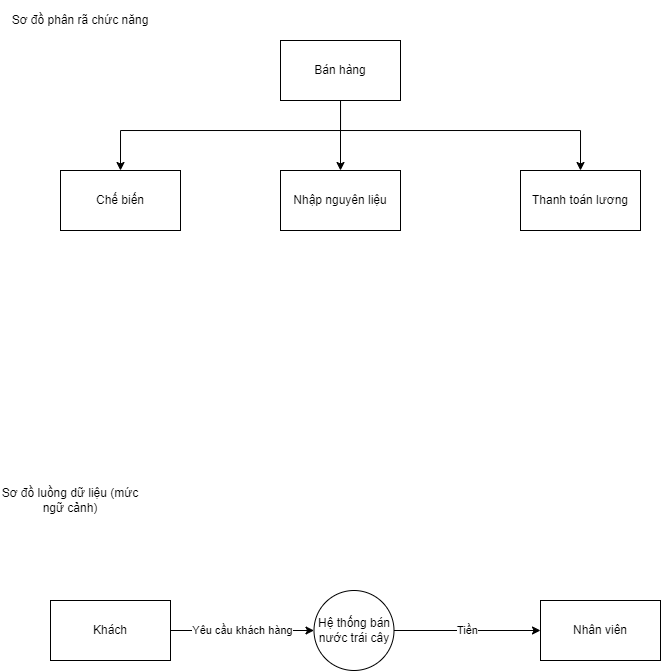 Sơ đồ phân rã chức năng
Bán hàng
Chế biến
Nhập nguyên liệu
Thanh toán lương
Sơ đồ luồng dữ liệu (mức
ngữ cảnh)
Khách
Yêu cầu khách hàng
Hệ thống bán
nước trái cây
Tiền
Nhân viên